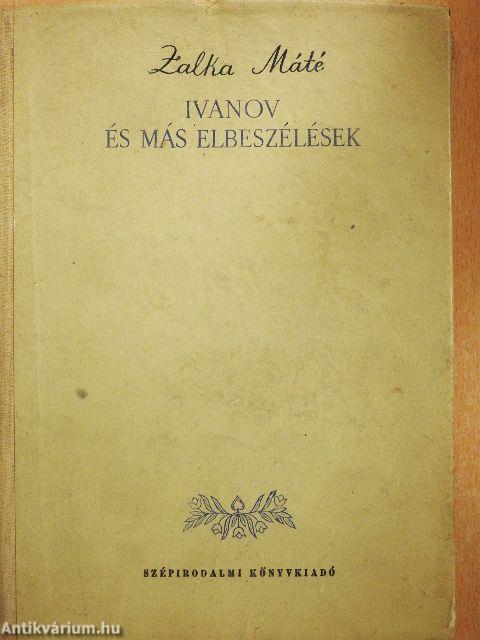 Zalka Máté
IVANOV
ÉS MÁS ELBESZÉLÉSEK
SZÉPIRODALMI KÖNYVKIADÓ
Antikvárium.hu